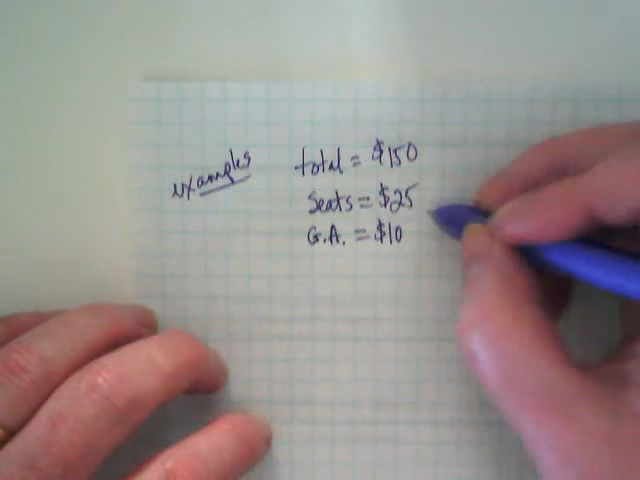 examples
total = $150
Seats = $25
G.A. = $10